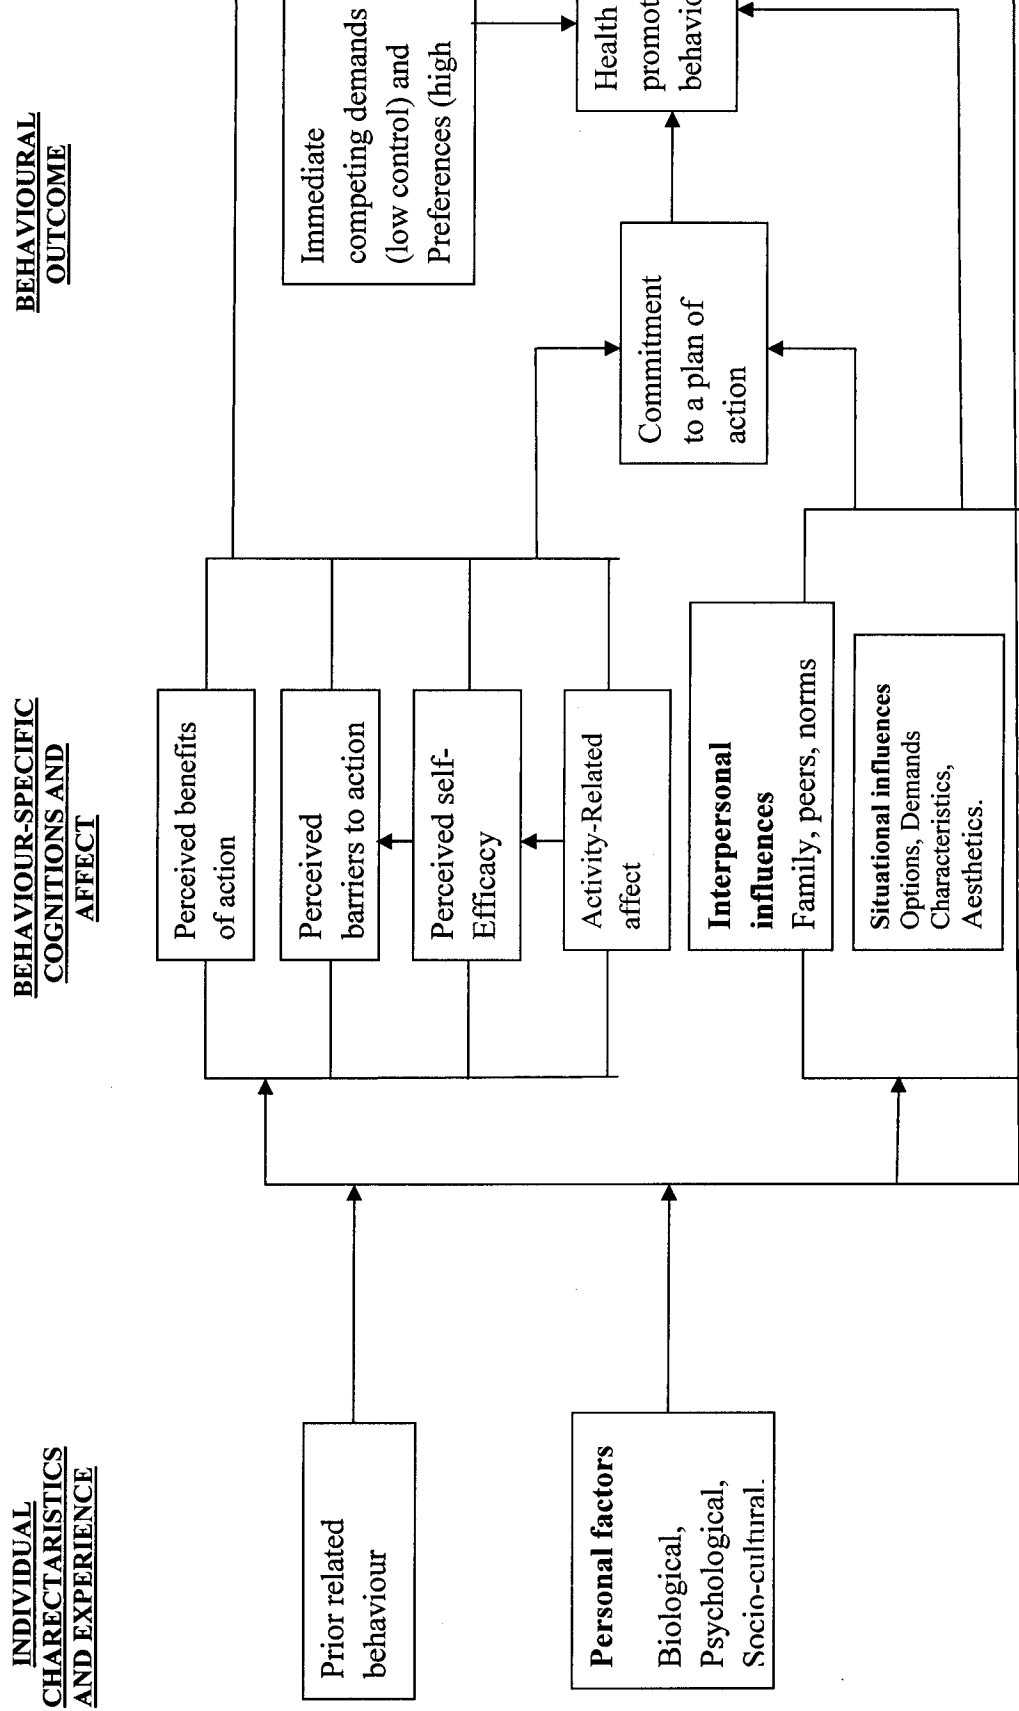 INDIVIDUAL
CHARECTARISTICS
AND EXPERIENCE
BEHAVIOUR-SPECIFIC
COGNITIONS AND
AFFECT
BEHAVIOURAL
OUTCOME
Prior related
behaviour
Personal factors
Biological,
Psychological,
Socio-cultural.
Perceived benefits
of action
Perceived
barriers to action
Perceived self-
Efficacy
Activity-Related
affect
Interpersonal
influences
Family, peers, norms
Situational influences
Options, Demands
Characteristics,
Aesthetics.
Commitment
to a plan of
action
Immediate
competing demands
(low control) and
Preferences (high
Health
promot
behavio